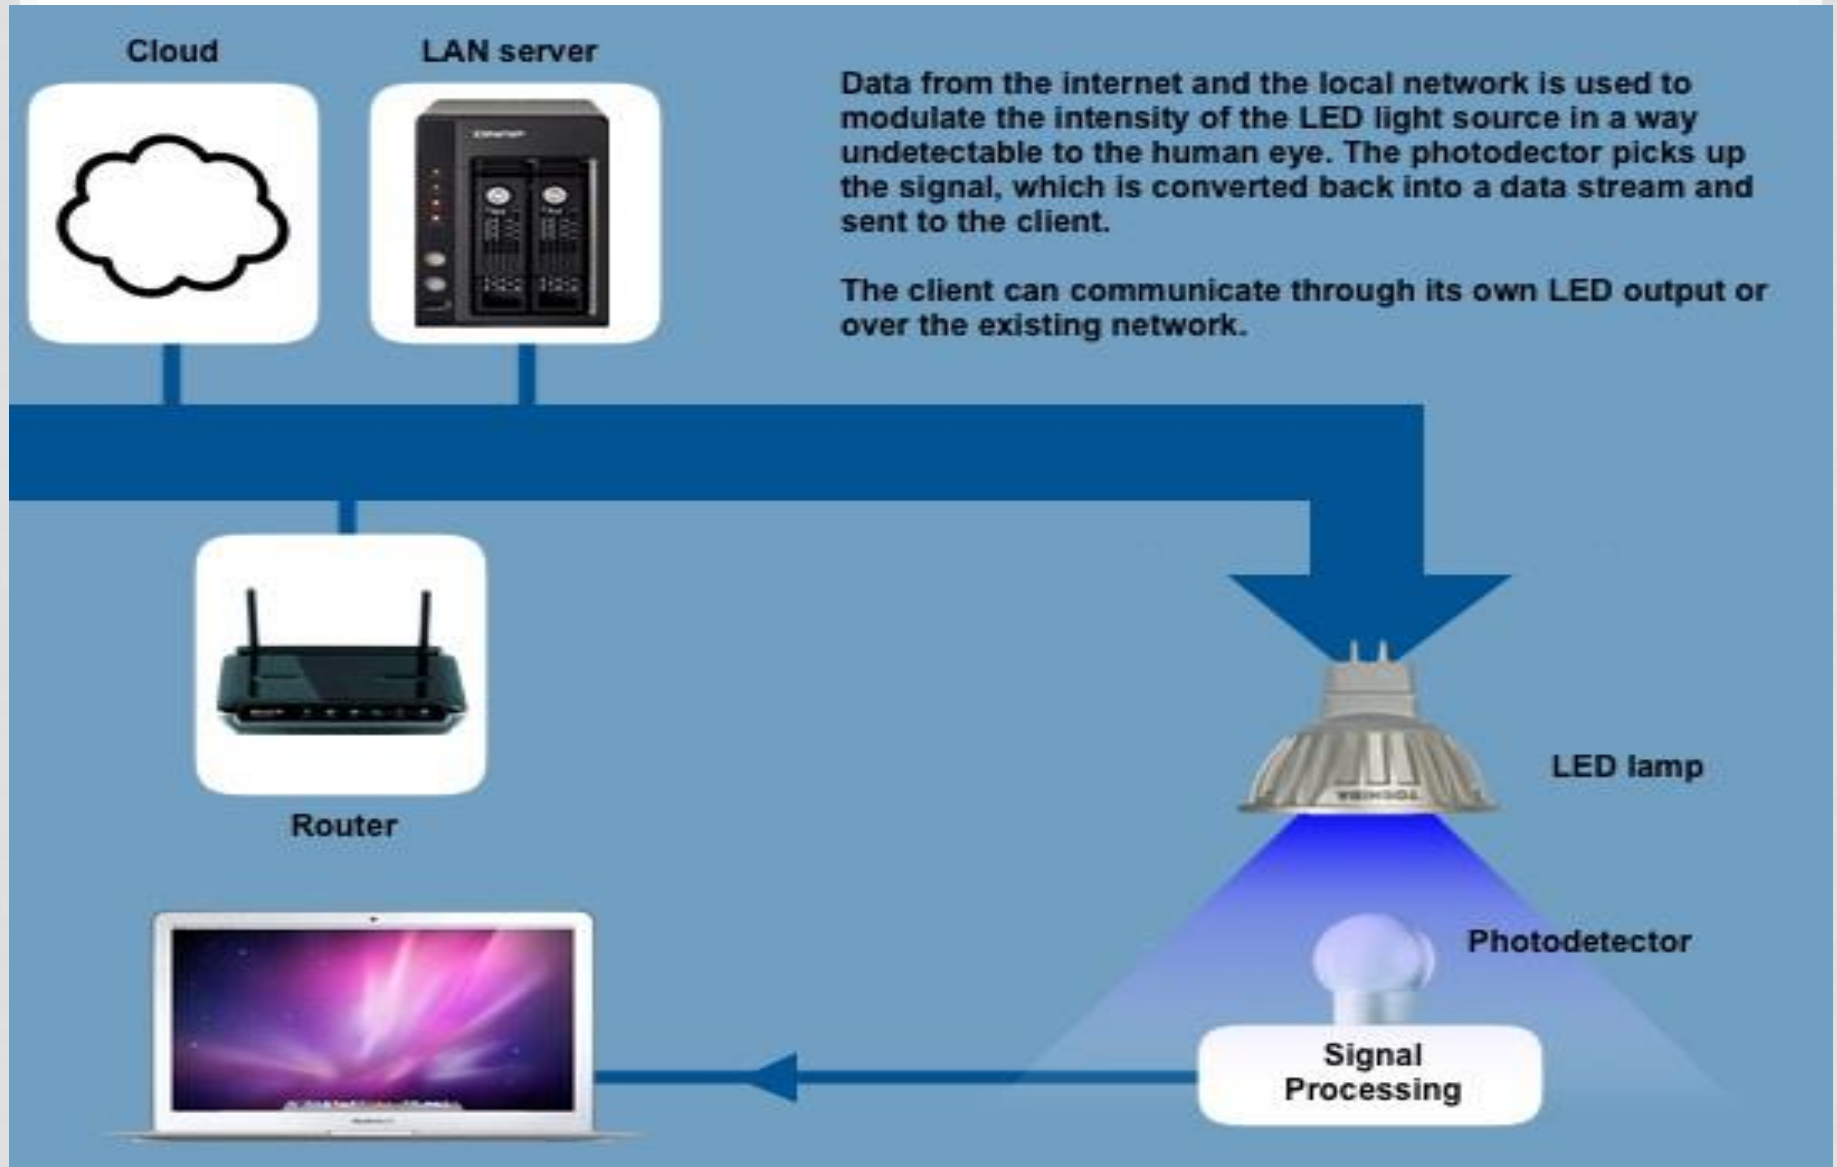 Cloud
LAN server
Data from the internet and the local network is used to
modulate the intensity of the LED light source in a way
undetectable to the human eye. The photodector picks up
the signal, which is converted back into a data stream and
sent to the client.
The client can communicate through its own LED output or
over the existing network.
Router
LED lamp
TOSHIBA
Photodetector
Signal
Processing